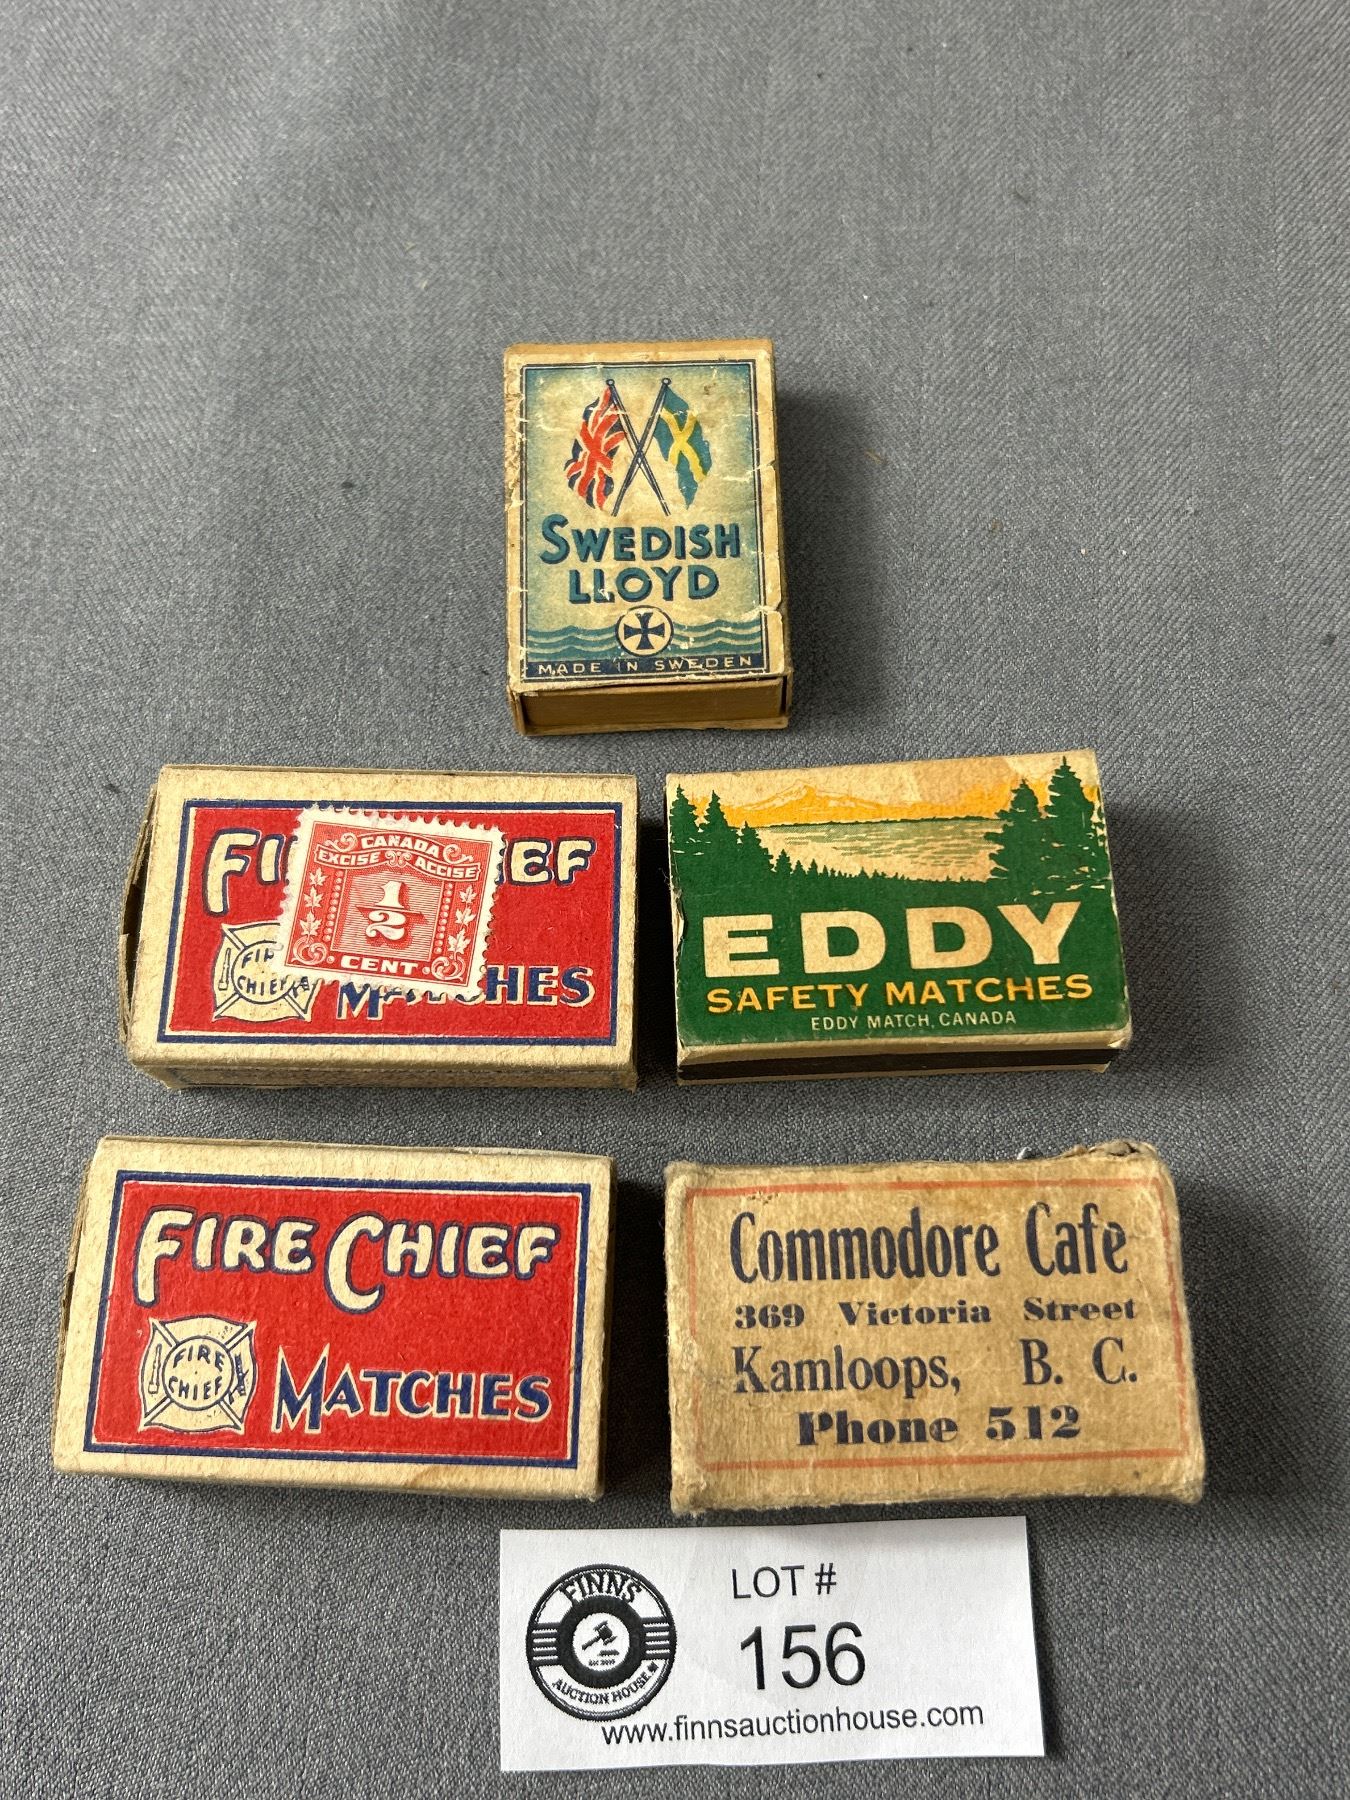 SWEDISH
LLOYD
MADE IN SWEDEN
FI
EF
CANADA
EXCISE ACCISE
1/2
CENT
FIR
CHIEF
MATCHES
EDDY
SAFETY MATCHES
EDDY MATCH, CANADA
FIRE CHIEF
FIRE
CHIEF
MATCHES
Commodore Cafe
369 Victoria Street
Kamloops, B. C.
Phone 512
FINNS
AUCTION HOUSE
LOT #
156
www.finnsauctionhouse.com